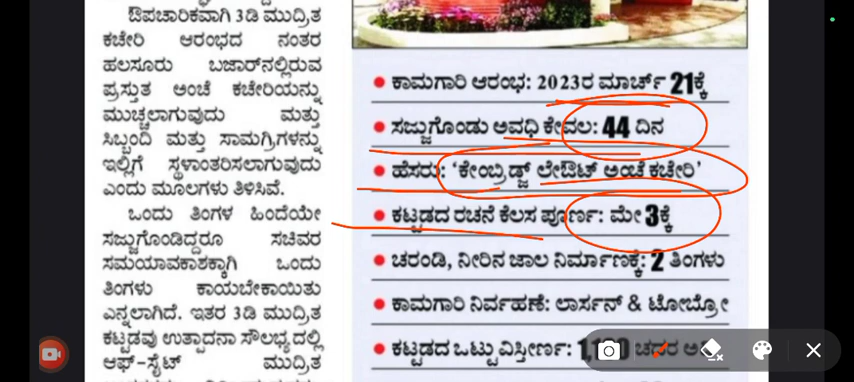 ಔಪಚಾರಿಕವಾಗಿ 3ಡಿ ಮುದ್ರಿತ
ಕಚೇರಿ ಆರಂಭದ ನಂತರ
ಹಲಸೂರು ಬಜಾರ್‌ನಲ್ಲಿರುವ
ಪ್ರಸ್ತುತ ಅಂಚೆ ಕಚೇರಿಯನ್ನು
ಮುಚ್ಚಲಾಗುವುದು ಮತ್ತು
ಸಿಬ್ಬಂದಿ ಮತ್ತು ಸಾಮಗ್ರಿಗಳನ್ನು
ಇಲ್ಲಿಗೆ ಸ್ಥಳಾಂತರಿಸಲಾಗುವುದು
ಎಂದು ಮೂಲಗಳು ತಿಳಿಸಿವೆ.
ಒಂದು ತಿಂಗಳ ಹಿಂದೆಯೇ
ಸಜ್ಜುಗೊಂಡಿದ್ದರೂ ಸಚಿವರ
ಸಮಯಾವಕಾಶಕ್ಕಾಗಿ ಒಂದು
ತಿಂಗಳು ಕಾಯಬೇಕಾಯಿತು
ಎನ್ನಲಾಗಿದೆ. ಇತರ 3ಡಿ ಮುದ್ರಿತ
ಕಟ್ಟಡವು ಉತ್ಪಾದನಾ ಸೌಲಭ್ಯದಲ್ಲಿ
ಆಫ್-ಸೈಟ್ ಮುದ್ರಿತ
ಕಾಮಗಾರಿ ಆರಂಭ: 2023ರ ಮಾರ್ಚ್ 21ಕ್ಕೆ
ಸಜ್ಜುಗೊಂಡು ಅವಧಿ ಕೇವಲ: 44 ದಿನ
ಹೆಸರು: ‘ಕೇಂಬ್ರಿಡ್ಜ್ ಲೇಔಟ್ ಅಂಚೆ ಕಚೇರಿ’
ಕಟ್ಟಡದ ರಚನೆ ಕೆಲಸ ಪೂರ್ಣ: ಮೇ 3ಕ್ಕೆ
ಚರಂಡಿ, ನೀರಿನ ಜಾಲ ನಿರ್ಮಾಣಕ್ಕೆ: 2 ತಿಂಗಳು
ಕಾಮಗಾರಿ ನಿರ್ವಹಣೆ: ಲಾರ್ಸನ್ & ಟೋಬ್ರೋ
ಕಟ್ಟಡದ ಒಟ್ಟು ವಿಸ್ತೀರ್ಣ: ಚದರ